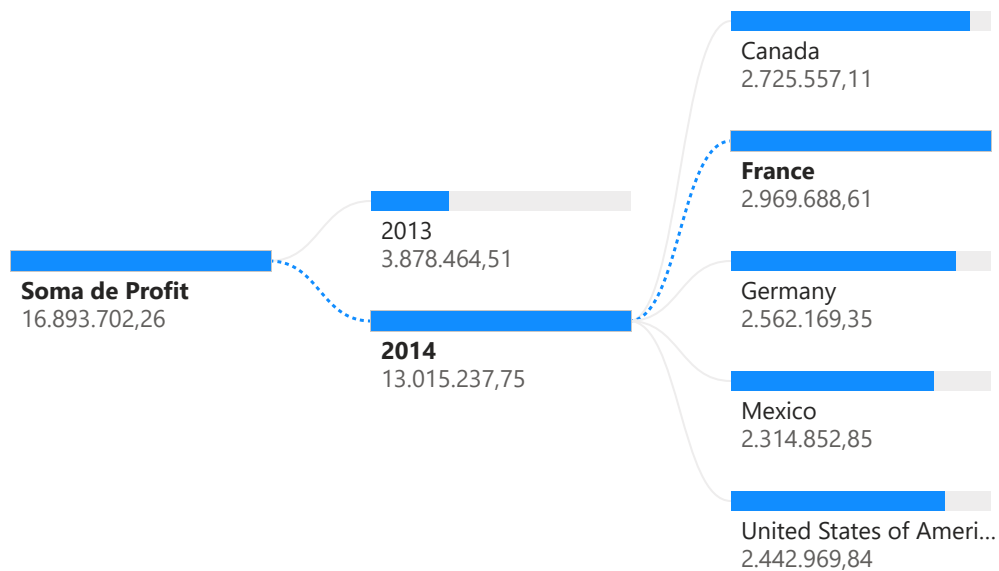 Soma de Profit
16.893.702,26
2013
3.878.464,51
2014
13.015.237,75
Canada
2.725.557,11
France
2.969.688,61
Germany
2.562.169,35
Mexico
2.314.852,85
United States of Ameri...
2.442.969,84